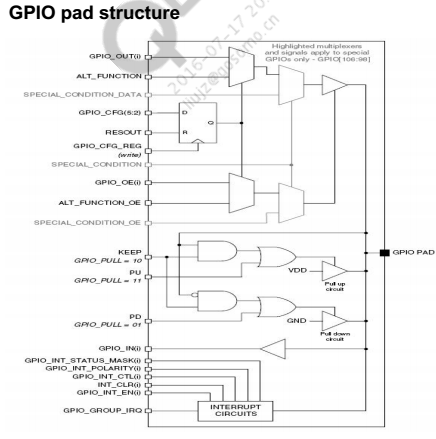 GPIO pad structure
Highlighted multiplexers
and signals apply to special
GPIOs only - GPIO[106:98]
GPIO_OUT(i)
ALT_FUNCTION
SPECIAL_CONDITION_DATA
GPIO_CFG(5:2)
D
Q
RESOUT
R
GPIO_CFG_REG
(write)
SPECIAL_CONDITION
GPIO_OE(i)
ALT_FUNCTION_OE
SPECIAL_CONDITION_OE
GPIO PAD
KEEP
GPIO_PULL = 10
VDD
PU
GPIO_PULL = 11
Pull up
circuit
PD
GPIO_PULL = 01
GND
Pull down
circuit
GPIO_IN(i)
GPIO_INT_STATUS_MASK(i)
GPIO_INT_POLARITY(i)
GPIO_INT_CTL(i)
INT_CLR(i)
GPIO_INT_EN(i)
GPIO_GROUP_IRQ
INTERRUPT
CIRCUITS